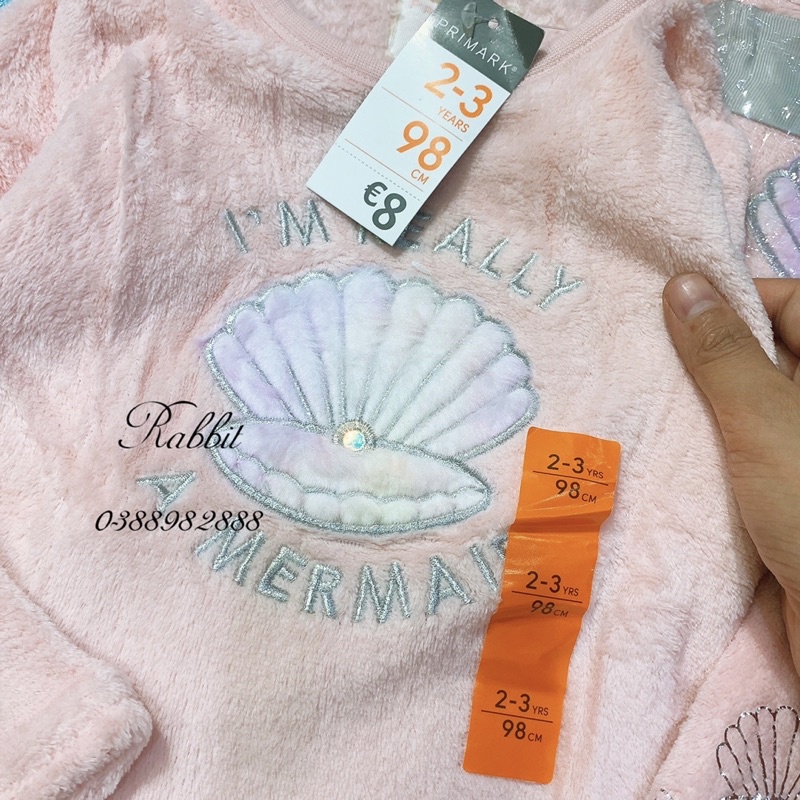 PRIMARK®
2-3
YEARS
98
CM
€8
I'M REALLY
Rabbit
A
0388982888
MERMAID
2-3 YRS
98 CM
2-3 YRS
98 CM
2-3 YRS
98 CM